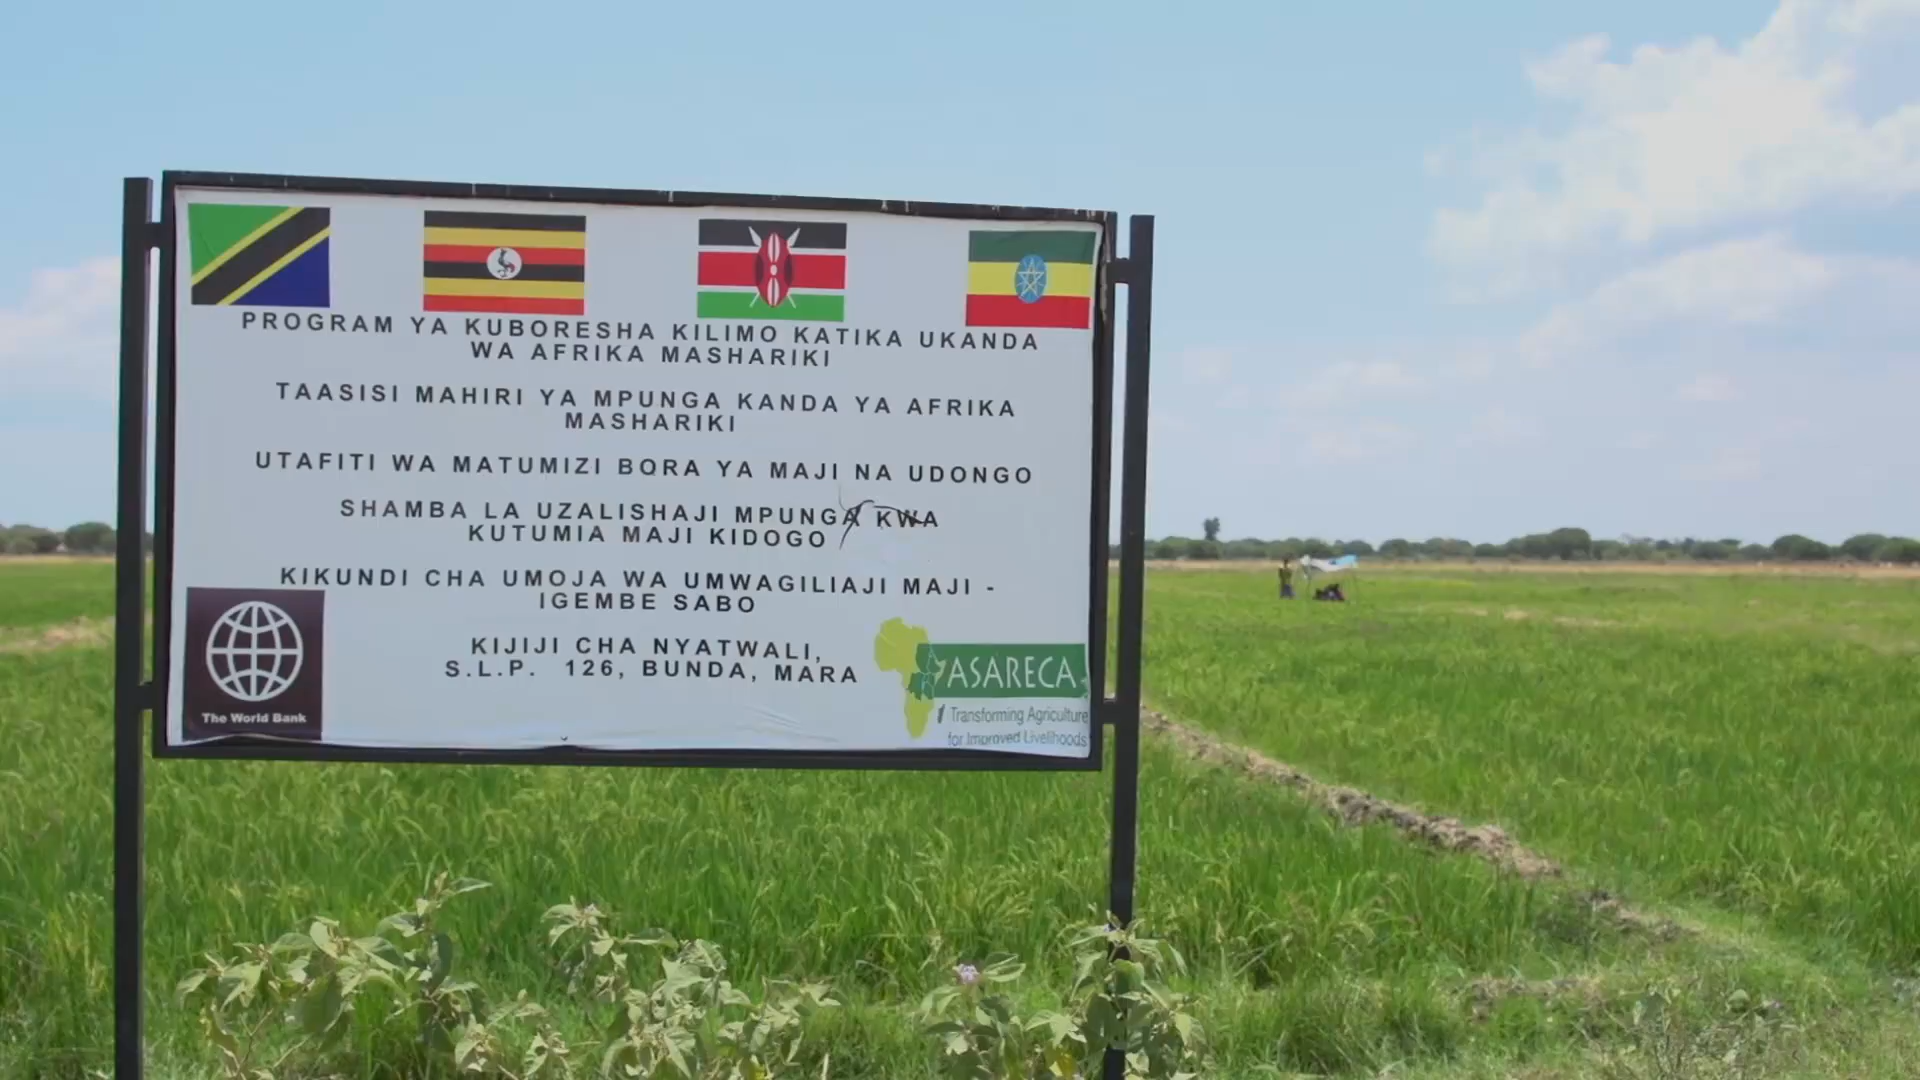 PROGRAM YA KUBORESHA KILIMO KATIKA UKANDA
WA AFRIKA MASHARIKI
TAASISI MAHIRI YA MPUNGA KANDA YA AFRIKA
MASHARIKI
UTAFITI WA MATUMIZI BORA YA MAJI NA UDONGO
SHAMBA LA UZALISHAJI MPUNGA KWA
KUTUMIA MAJI KIDOGO
KIKUNDI CHA UMOJA WA UMWAGILIAJI MAJI -
IGEMBE SABO
KIJIJI CHA NYATWALI,
S.L.P. 126, BUNDA, MARA
The World Bank
ASARECA
Transforming Agriculture
for Improved Livelihoods